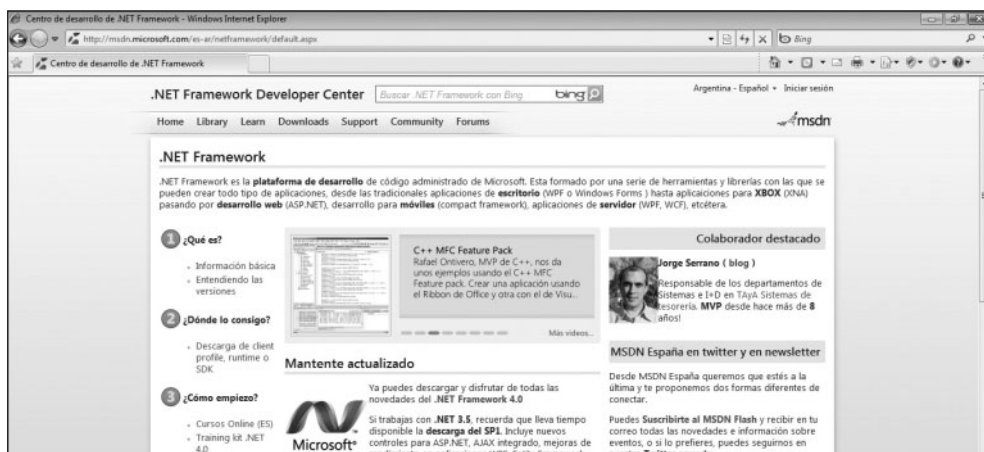 Centro de desarrollo de .NET Framework - Windows Internet Explorer
http://msdn.microsoft.com/es-ar/netframework/default.aspx
Bing
Centro de desarrollo de .NET Framework
.NET Framework Developer Center
Buscar .NET Framework con Bing
bing
Argentina - Español
Iniciar sesión
Home Library Learn Downloads Support Community Forums
msdn
.NET Framework
.NET Framework es la plataforma de desarrollo de código administrado de Microsoft. Esta formado por una serie de herramientas y librerías con las que se
pueden crear todo tipo de aplicaciones, desde las tradicionales aplicaciones de escritorio (WPF o Windows Forms ) hasta aplicaciones para XBOX (XNA)
pasando por desarrollo web (ASP.NET), desarrollo para móviles (compact framework), aplicaciones de servidor (WPF, WCF), etcétera.
1 ¿Qué es?
Información básica
Entendiendo las
versiones
2 ¿Dónde lo consigo?
Descarga de client
profile, runtime o
SDK
3 ¿Cómo empiezo?
Cursos Online (ES)
Training kit .NET
4.0
C++ MFC Feature Pack
Rafael Ontivero, MVP de C++, nos da
unos ejemplos usando el C++ MFC
Feature pack. Crear una aplicación usando
el Ribbon de Office y otra con el de Visu...
Más videos...
Mantente actualizado
Microsoft
Ya puedes descargar y disfrutar de todas las
novedades del .NET Framework 4.0
Si trabajas con .NET 3.5, recuerda que lleva tiempo
disponible la descarga del SP1. Incluye nuevos
controles para ASP.NET, AJAX integrado, mejoras de
Colaborador destacado
Jorge Serrano ( blog )
Responsable de los departamentos de
Sistemas e I+D en TAyA Sistemas de
tesorería. MVP desde hace más de 8
años!
MSDN España en twitter y en newsletter
Desde MSDN España queremos que estés a la
última y te proponemos dos formas diferentes de
conectar.
Puedes Suscribirte al MSDN Flash y recibir en tu
correo todas las novedades e información sobre
eventos, o si lo prefieres, puedes seguirnos en